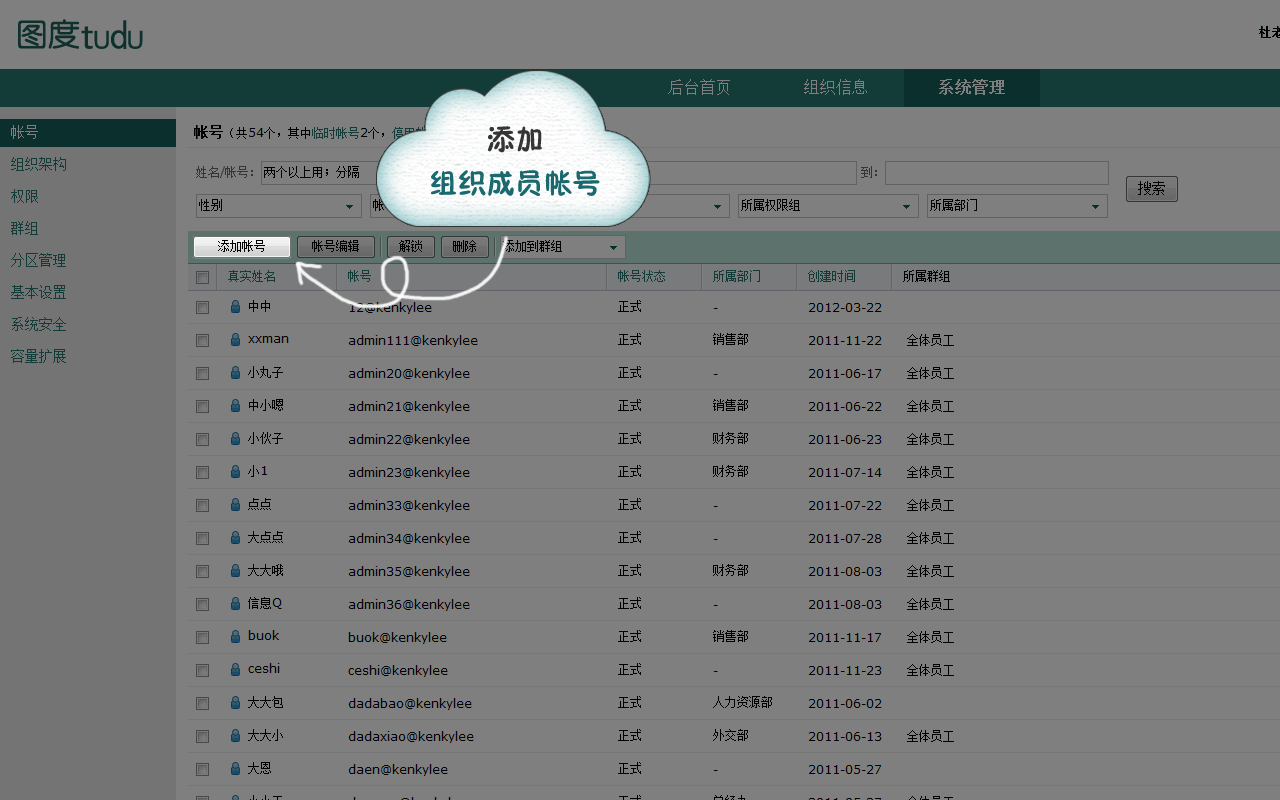 图度tudu
杜老
后台首页 组织信息 系统管理
帐号
组织架构
权限
群组
分区管理
基本设置
系统安全
容量扩展
添加
组织成员帐号
帐号（共54个，其中临时帐号2个，停用
姓名/帐号： 两个以上用；分隔 到：
搜索
性别 帐 所属权限组 所属部门
添加帐号 帐号编辑 解锁 删除 添加到群组
真实姓名 帐号 帐号状态 所属部门 创建时间 所属群组
中中 12@kenkylee 正式 - 2012-03-22
xxman admin111@kenkylee 正式 销售部 2011-11-22 全体员工
小丸子 admin20@kenkylee 正式 - 2011-06-17 全体员工
中小嗯 admin21@kenkylee 正式 销售部 2011-06-22 全体员工
小伙子 admin22@kenkylee 正式 财务部 2011-06-23 全体员工
小1 admin23@kenkylee 正式 财务部 2011-07-14 全体员工
点点 admin33@kenkylee 正式 - 2011-07-22 全体员工
大点点 admin34@kenkylee 正式 - 2011-07-28 全体员工
大大哦 admin35@kenkylee 正式 财务部 2011-08-03 全体员工
信息Q admin36@kenkylee 正式 - 2011-08-03 全体员工
buok buok@kenkylee 正式 销售部 2011-11-17 全体员工
ceshi ceshi@kenkylee 正式 - 2011-11-23 全体员工
大大包 dadabao@kenkylee 正式 人力资源部 2011-06-02
大大小 dadaxiao@kenkylee 正式 外交部 2011-06-13 全体员工
大恩 daen@kenkylee 正式 - 2011-05-27